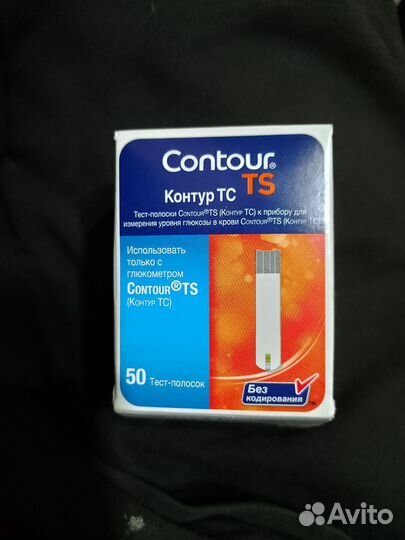 Contour®
TS
Контур ТС
Тест-полоски CONTOUR®TS (КОНТУР ТС) к прибору для
измерения уровня глюкозы в крови CONTOUR®TS (КОНТУР ТС)
Использовать
только с
глюкометром
CONTOUR®TS
(КОНТУР ТС)
50 Тест-полосок
Без
кодирования
TM
Avito